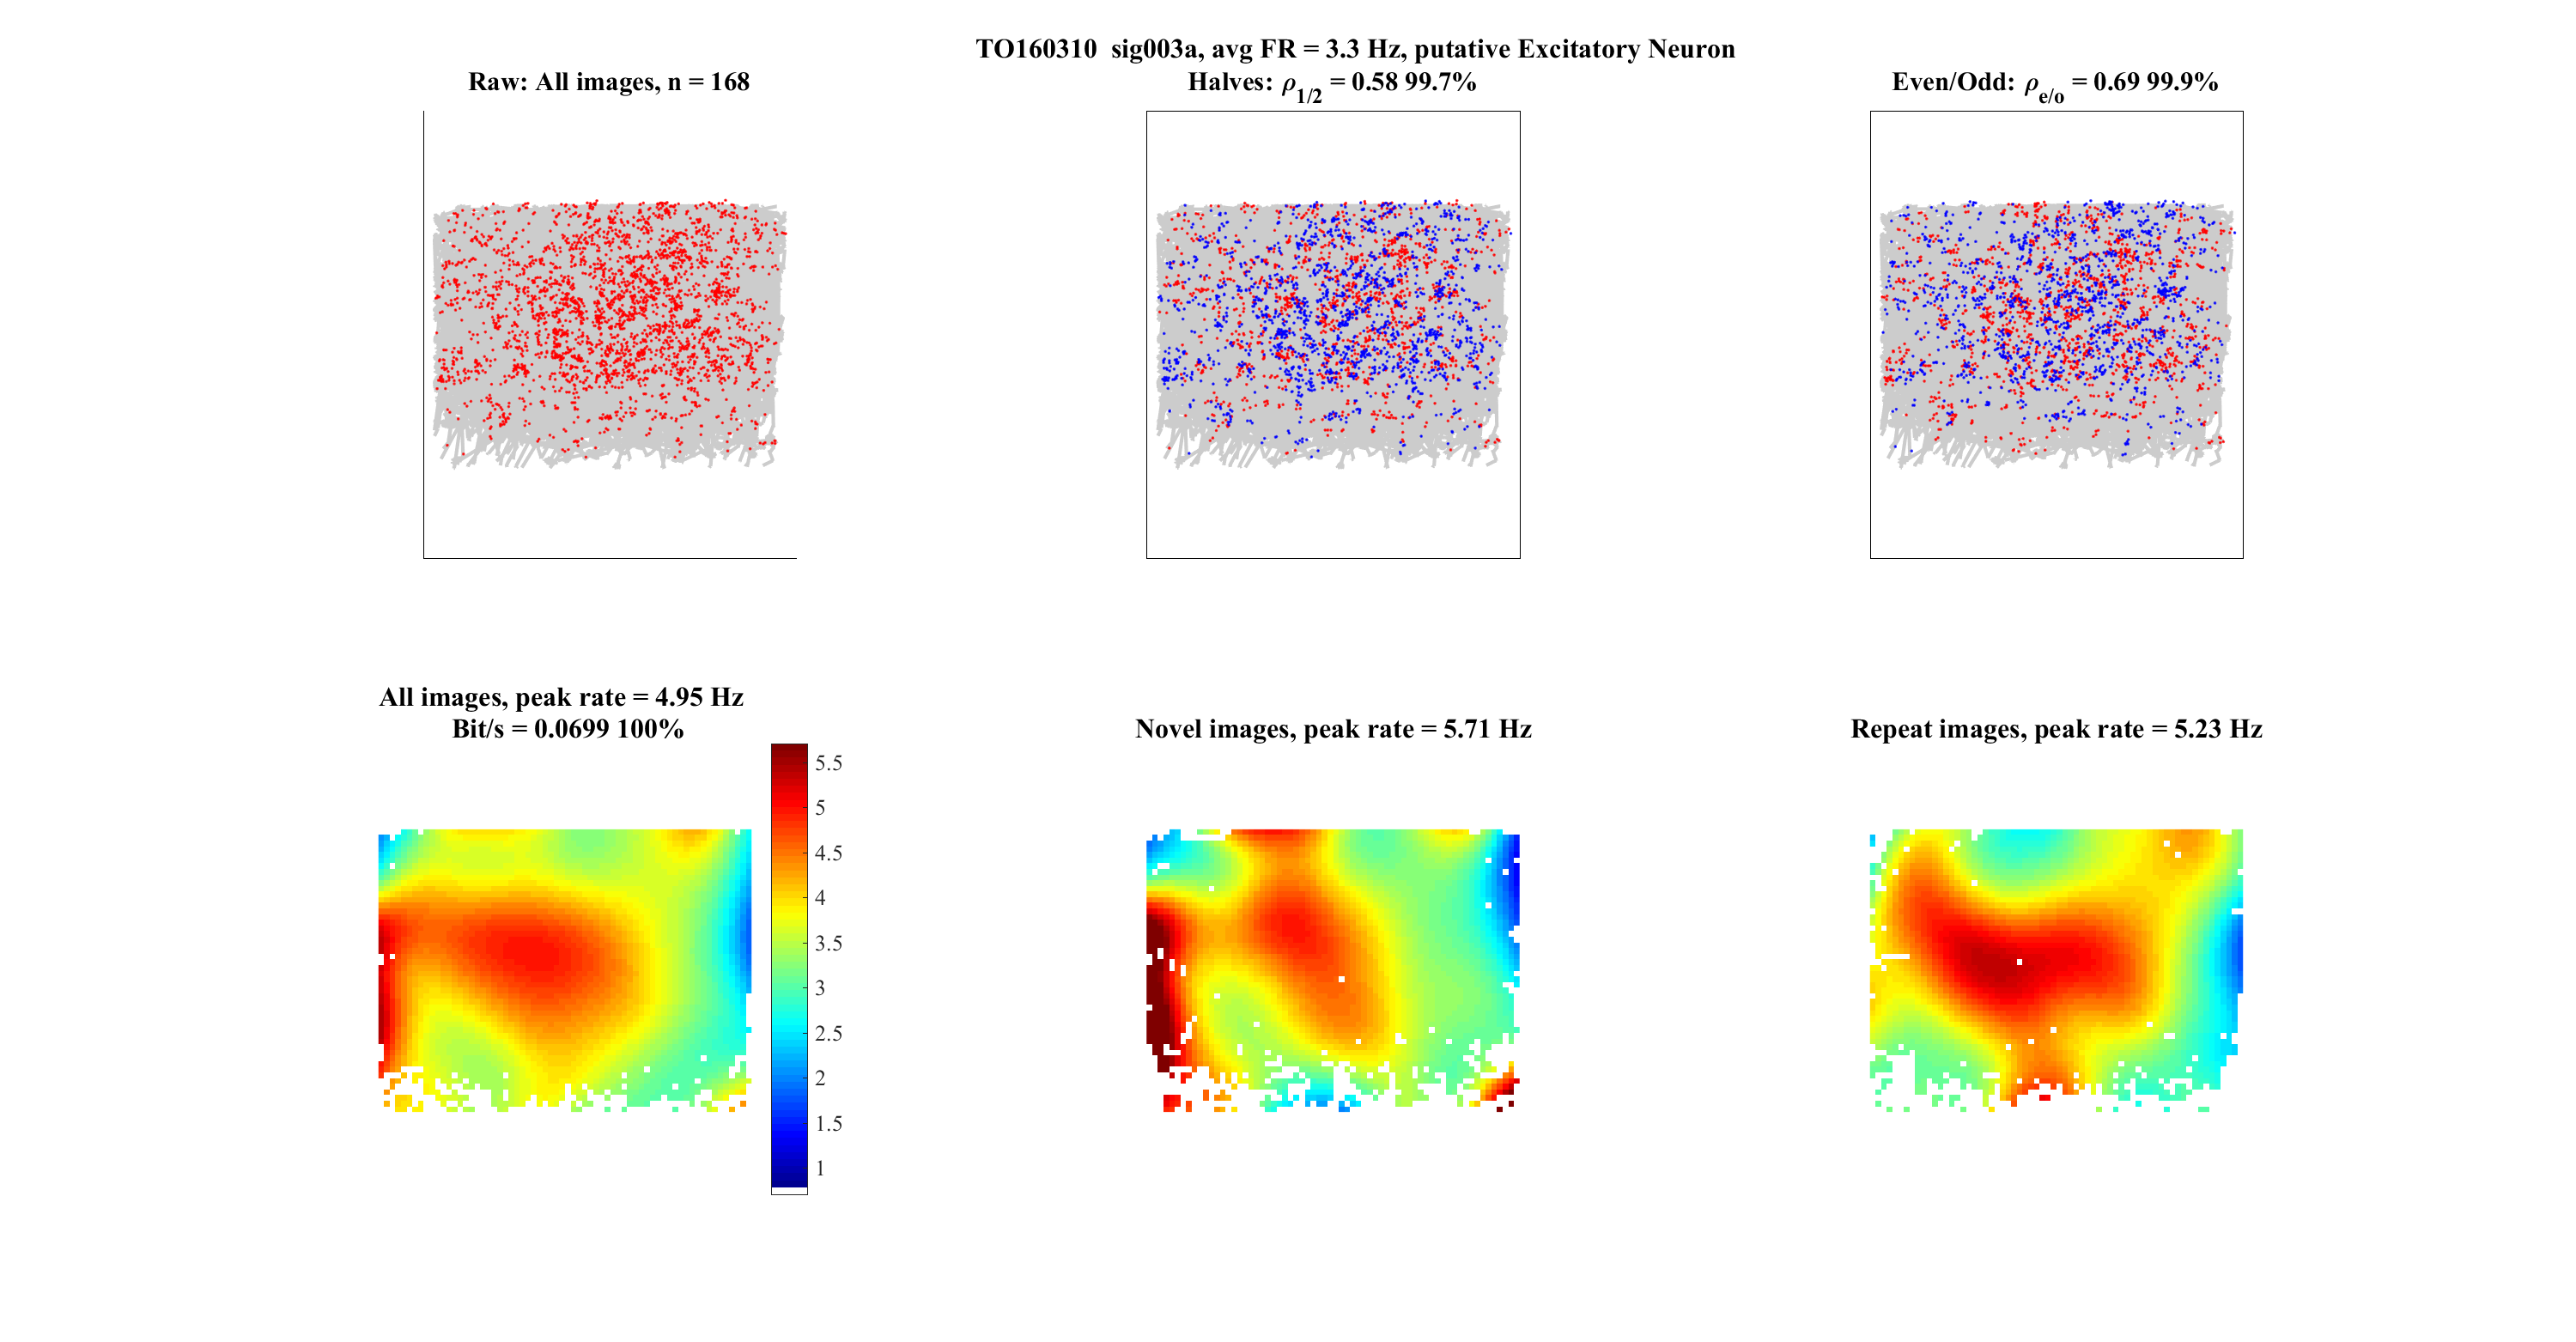 TO160310 sig003a, avg FR = 3.3 Hz, putative Excitatory Neuron
Raw: All images, n = 168
Halves: ρ1/2 = 0.58 99.7%
Even/Odd: ρe/o = 0.69 99.9%
All images, peak rate = 4.95 Hz
Bit/s = 0.0699 100%
5.5
5
4.5
4
3.5
3
2.5
2
1.5
1
Novel images, peak rate = 5.71 Hz
Repeat images, peak rate = 5.23 Hz